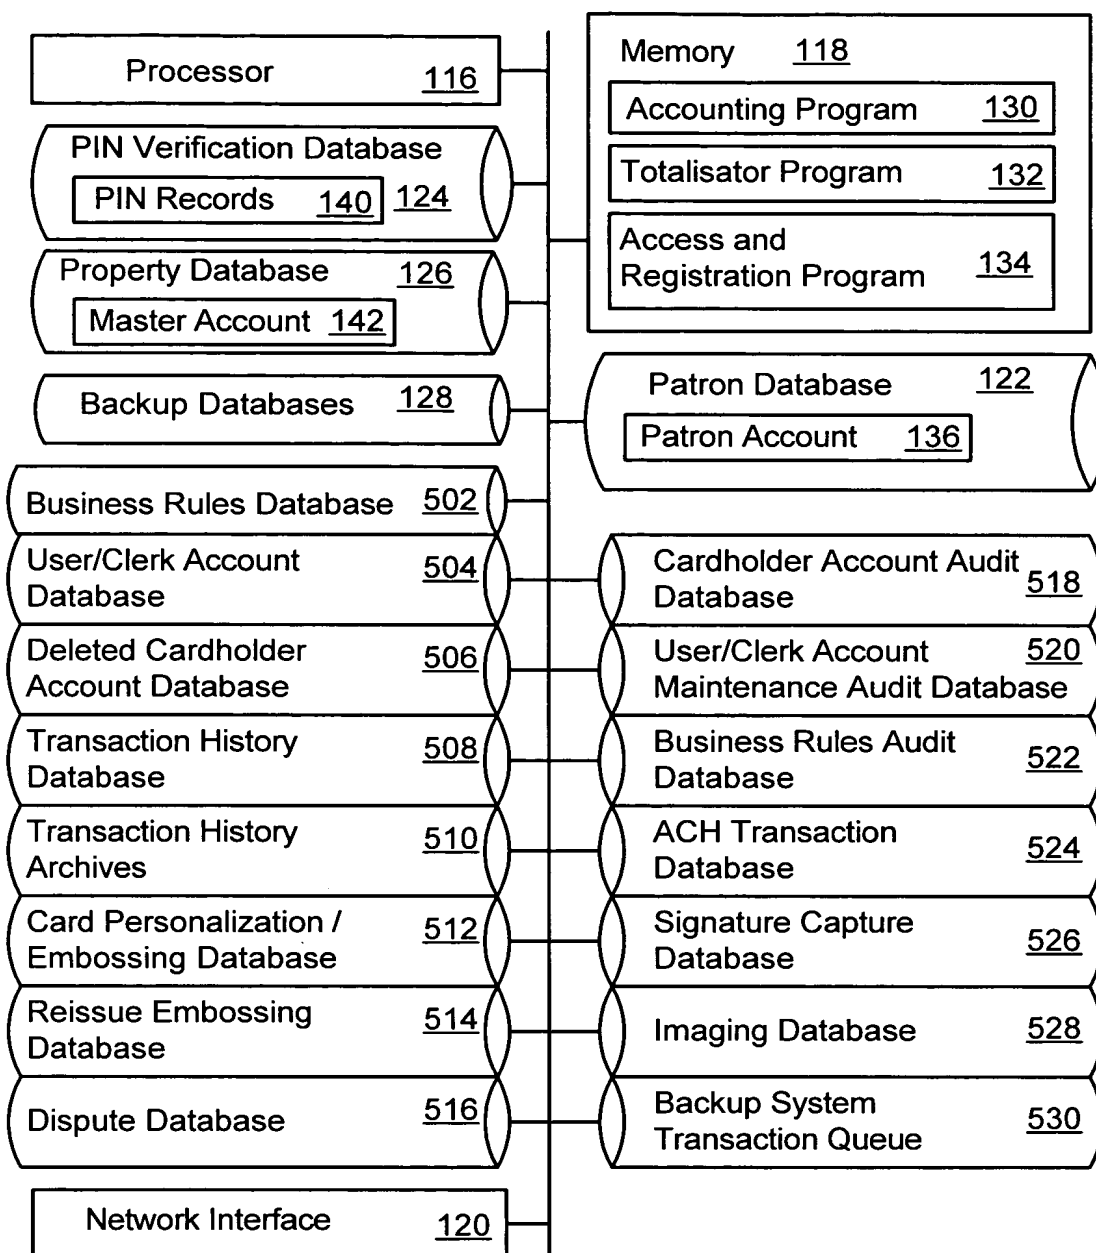 Processor 116
PIN Verification Database
PIN Records 140 124
Property Database 126
Master Account 142
Backup Databases 128
Business Rules Database 502
User/Clerk Account 504
Database
Deleted Cardholder 506
Account Database
Transaction History 508
Database
Transaction History 510
Archives
Card Personalization / 512
Embossing Database
Reissue Embossing 514
Database
Dispute Database 516
Network Interface 120
Memory 118
Accounting Program 130
Totalisator Program 132
Access and
Registration Program 134
Patron Database 122
Patron Account 136
Cardholder Account Audit
Database 518
User/Clerk Account 520
Maintenance Audit Database
Business Rules Audit
Database 522
ACH Transaction
Database 524
Signature Capture
Database 526
Imaging Database 528
Backup System
Transaction Queue 530